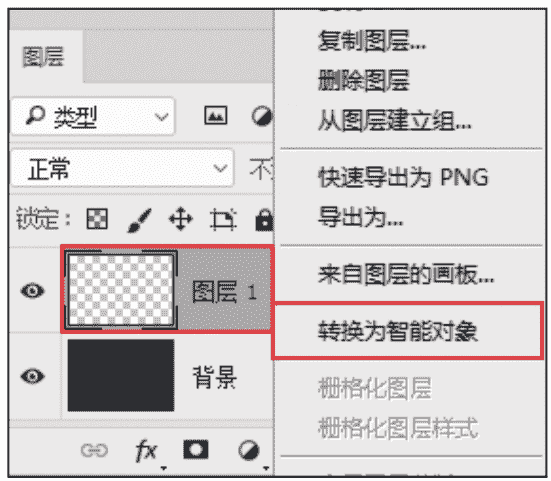 图层
类型
正常
锁定：
图层 1
背景
fx
复制图层...
删除图层
从图层建立组...
快速导出为 PNG
导出为...
来自图层的画板...
转换为智能对象
栅格化图层
栅格化图层样式